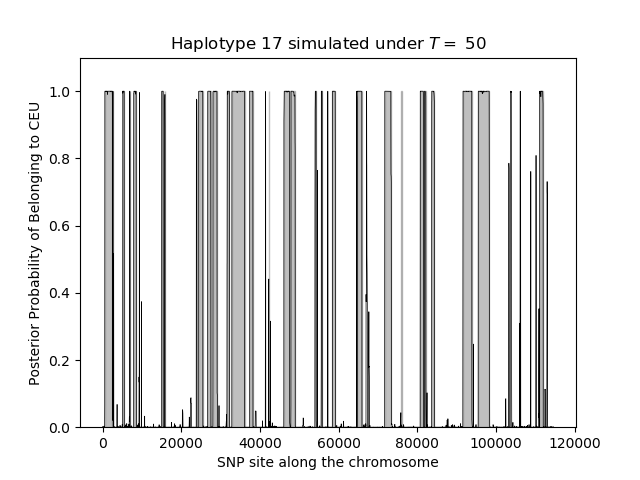 Haplotype 17 simulated under T = 50
Posterior Probability of Belonging to CEU
1.0
0.8
0.6
0.4
0.2
0.0
0 20000 40000 60000 80000 100000 120000
SNP site along the chromosome